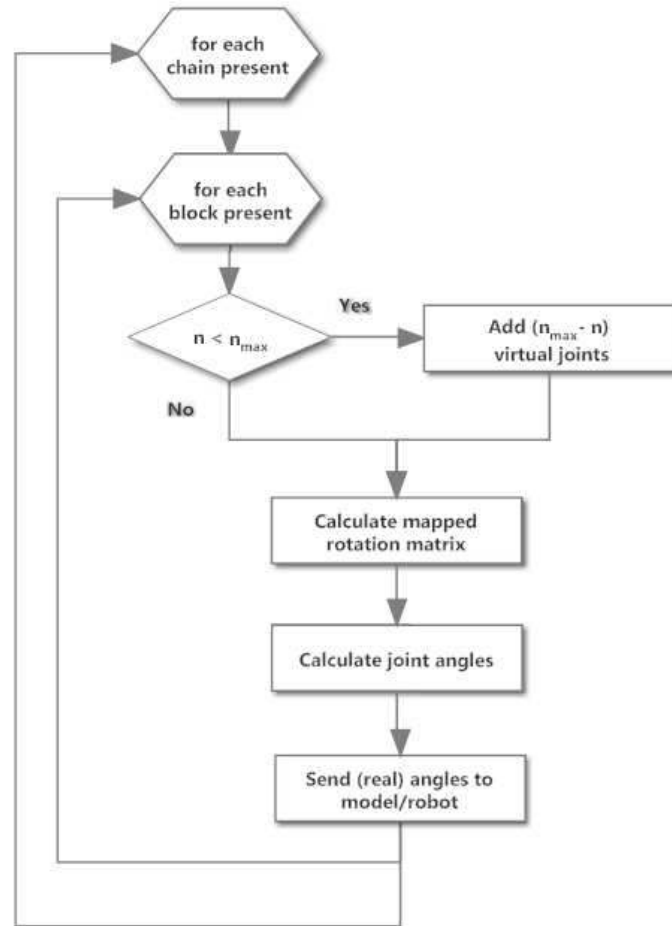 for each
chain present
for each
block present
n < nmax
Yes
Add (nmax- n)
virtual joints
No
Calculate mapped
rotation matrix
Calculate joint angles
Send (real) angles to
model/robot